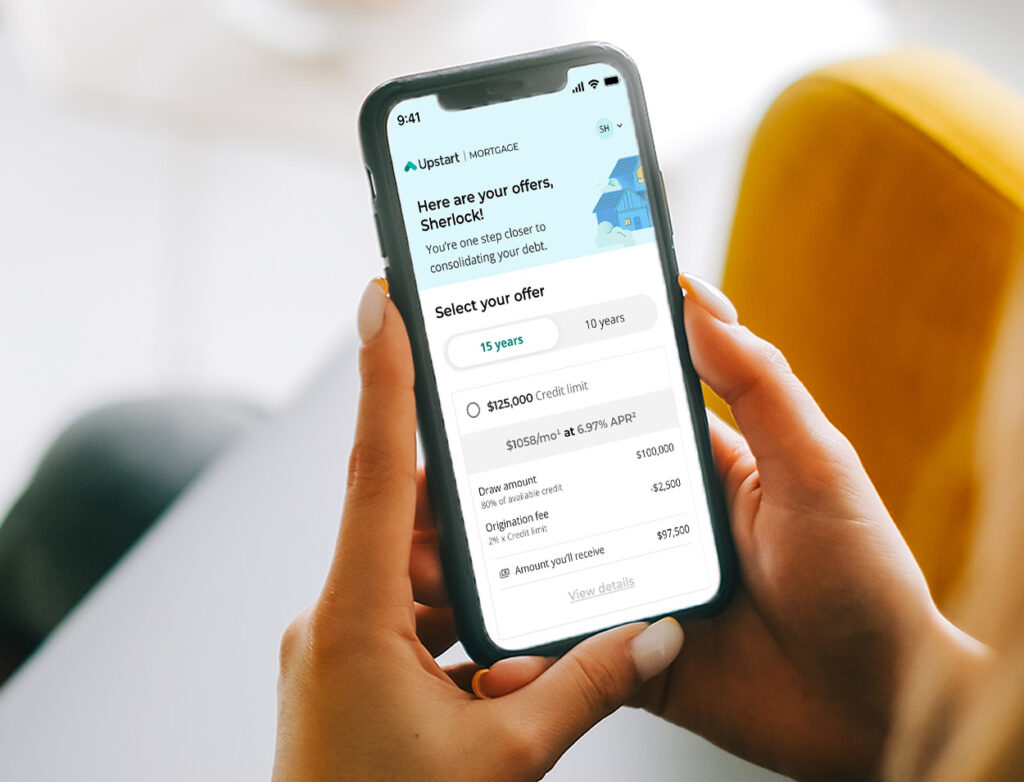 9:41
SH
Upstart | MORTGAGE
Here are your offers,
Sherlock!
You're one step closer to
consolidating your debt.
Select your offer
15 years
10 years
$125,000 Credit limit
$1058/mo¹ at 6.97% APR²
Draw amount
$100,000
80% of available credit
Origination fee
-$2,500
2% x Credit limit
Amount you'll receive
$97,500
View details